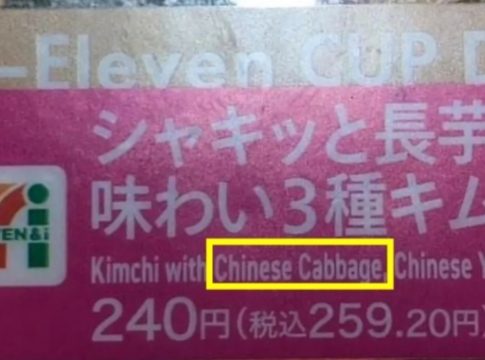 -Eleven CUP D
シャキッと長芋
味わい3種キム
Kimchi with Chinese Cabbage, Chinese Y
240円(税込259.20円)
EN&i